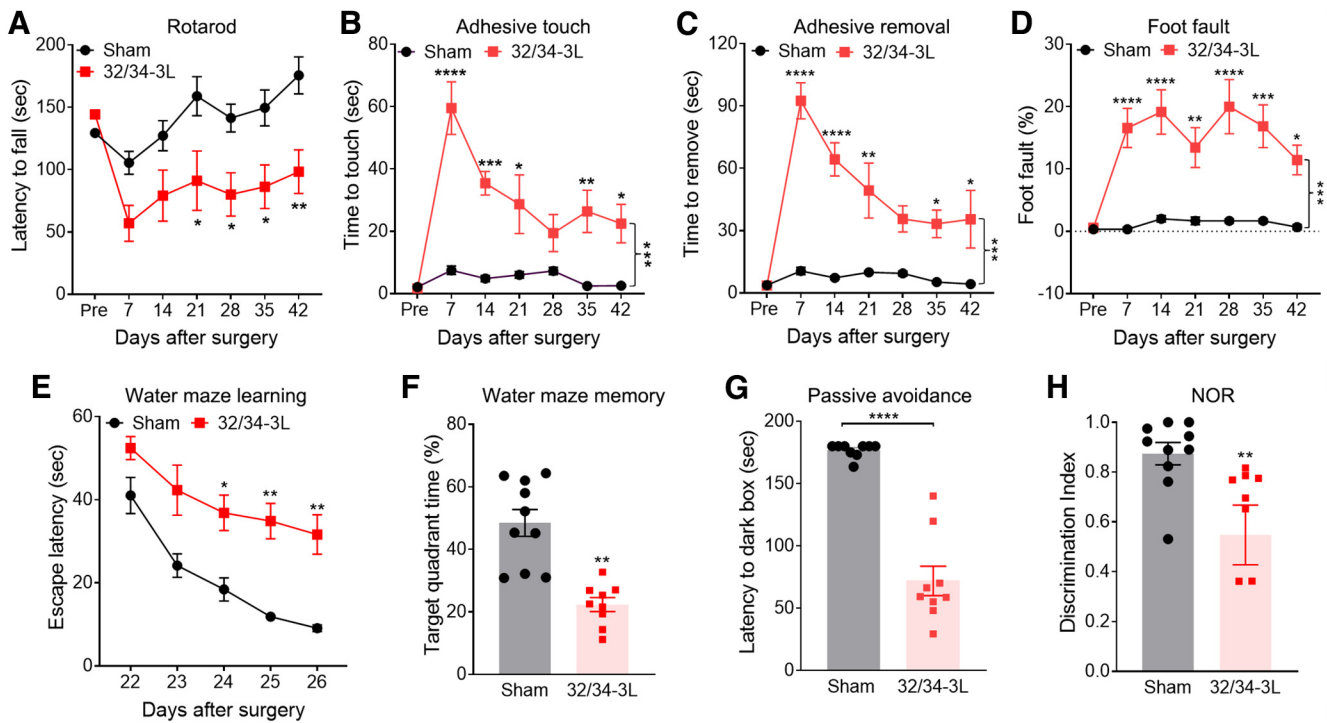 A
Rotarod
Latency to fall (sec)
200
150
100
50
0
Sham
32/34-3L
*
*
*
**
Pre 7 14 21 28 35 42
Days after surgery
B
Adhesive touch
Time to touch (sec)
80
60
40
20
0
Sham 32/34-3L
****
***
*
**
*
***
Pre 7 14 21 28 35 42
Days after surgery
C
Adhesive removal
Time to remove (sec)
120
90
60
30
0
Sham 32/34-3L
****
****
**
*
*
***
Pre 7 14 21 28 35 42
Days after surgery
D
Foot fault
Foot fault (%)
30
20
10
0
-10
Sham 32/34-3L
****
****
**
****
***
*
***
Pre 7 14 21 28 35 42
Days after surgery
E
Water maze learning
Escape latency (sec)
60
40
20
0
Sham 32/34-3L
*
**
**
22 23 24 25 26
Days after surgery
F
Water maze memory
Target quadrant time (%)
80
60
40
20
0
**
Sham 32/34-3L
G
Passive avoidance
Latency to dark box (sec)
200
150
100
50
0
****
Sham 32/34-3L
H
NOR
Discrimination Index
1.0
0.8
0.6
0.4
0.2
0.0
**
Sham 32/34-3L